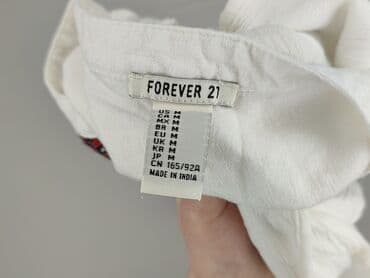 FOREVER 21
US M
CA M
MX M
BR M
EU M
UK M
KR M
JP M
CN 165/92A
MADE IN INDIA